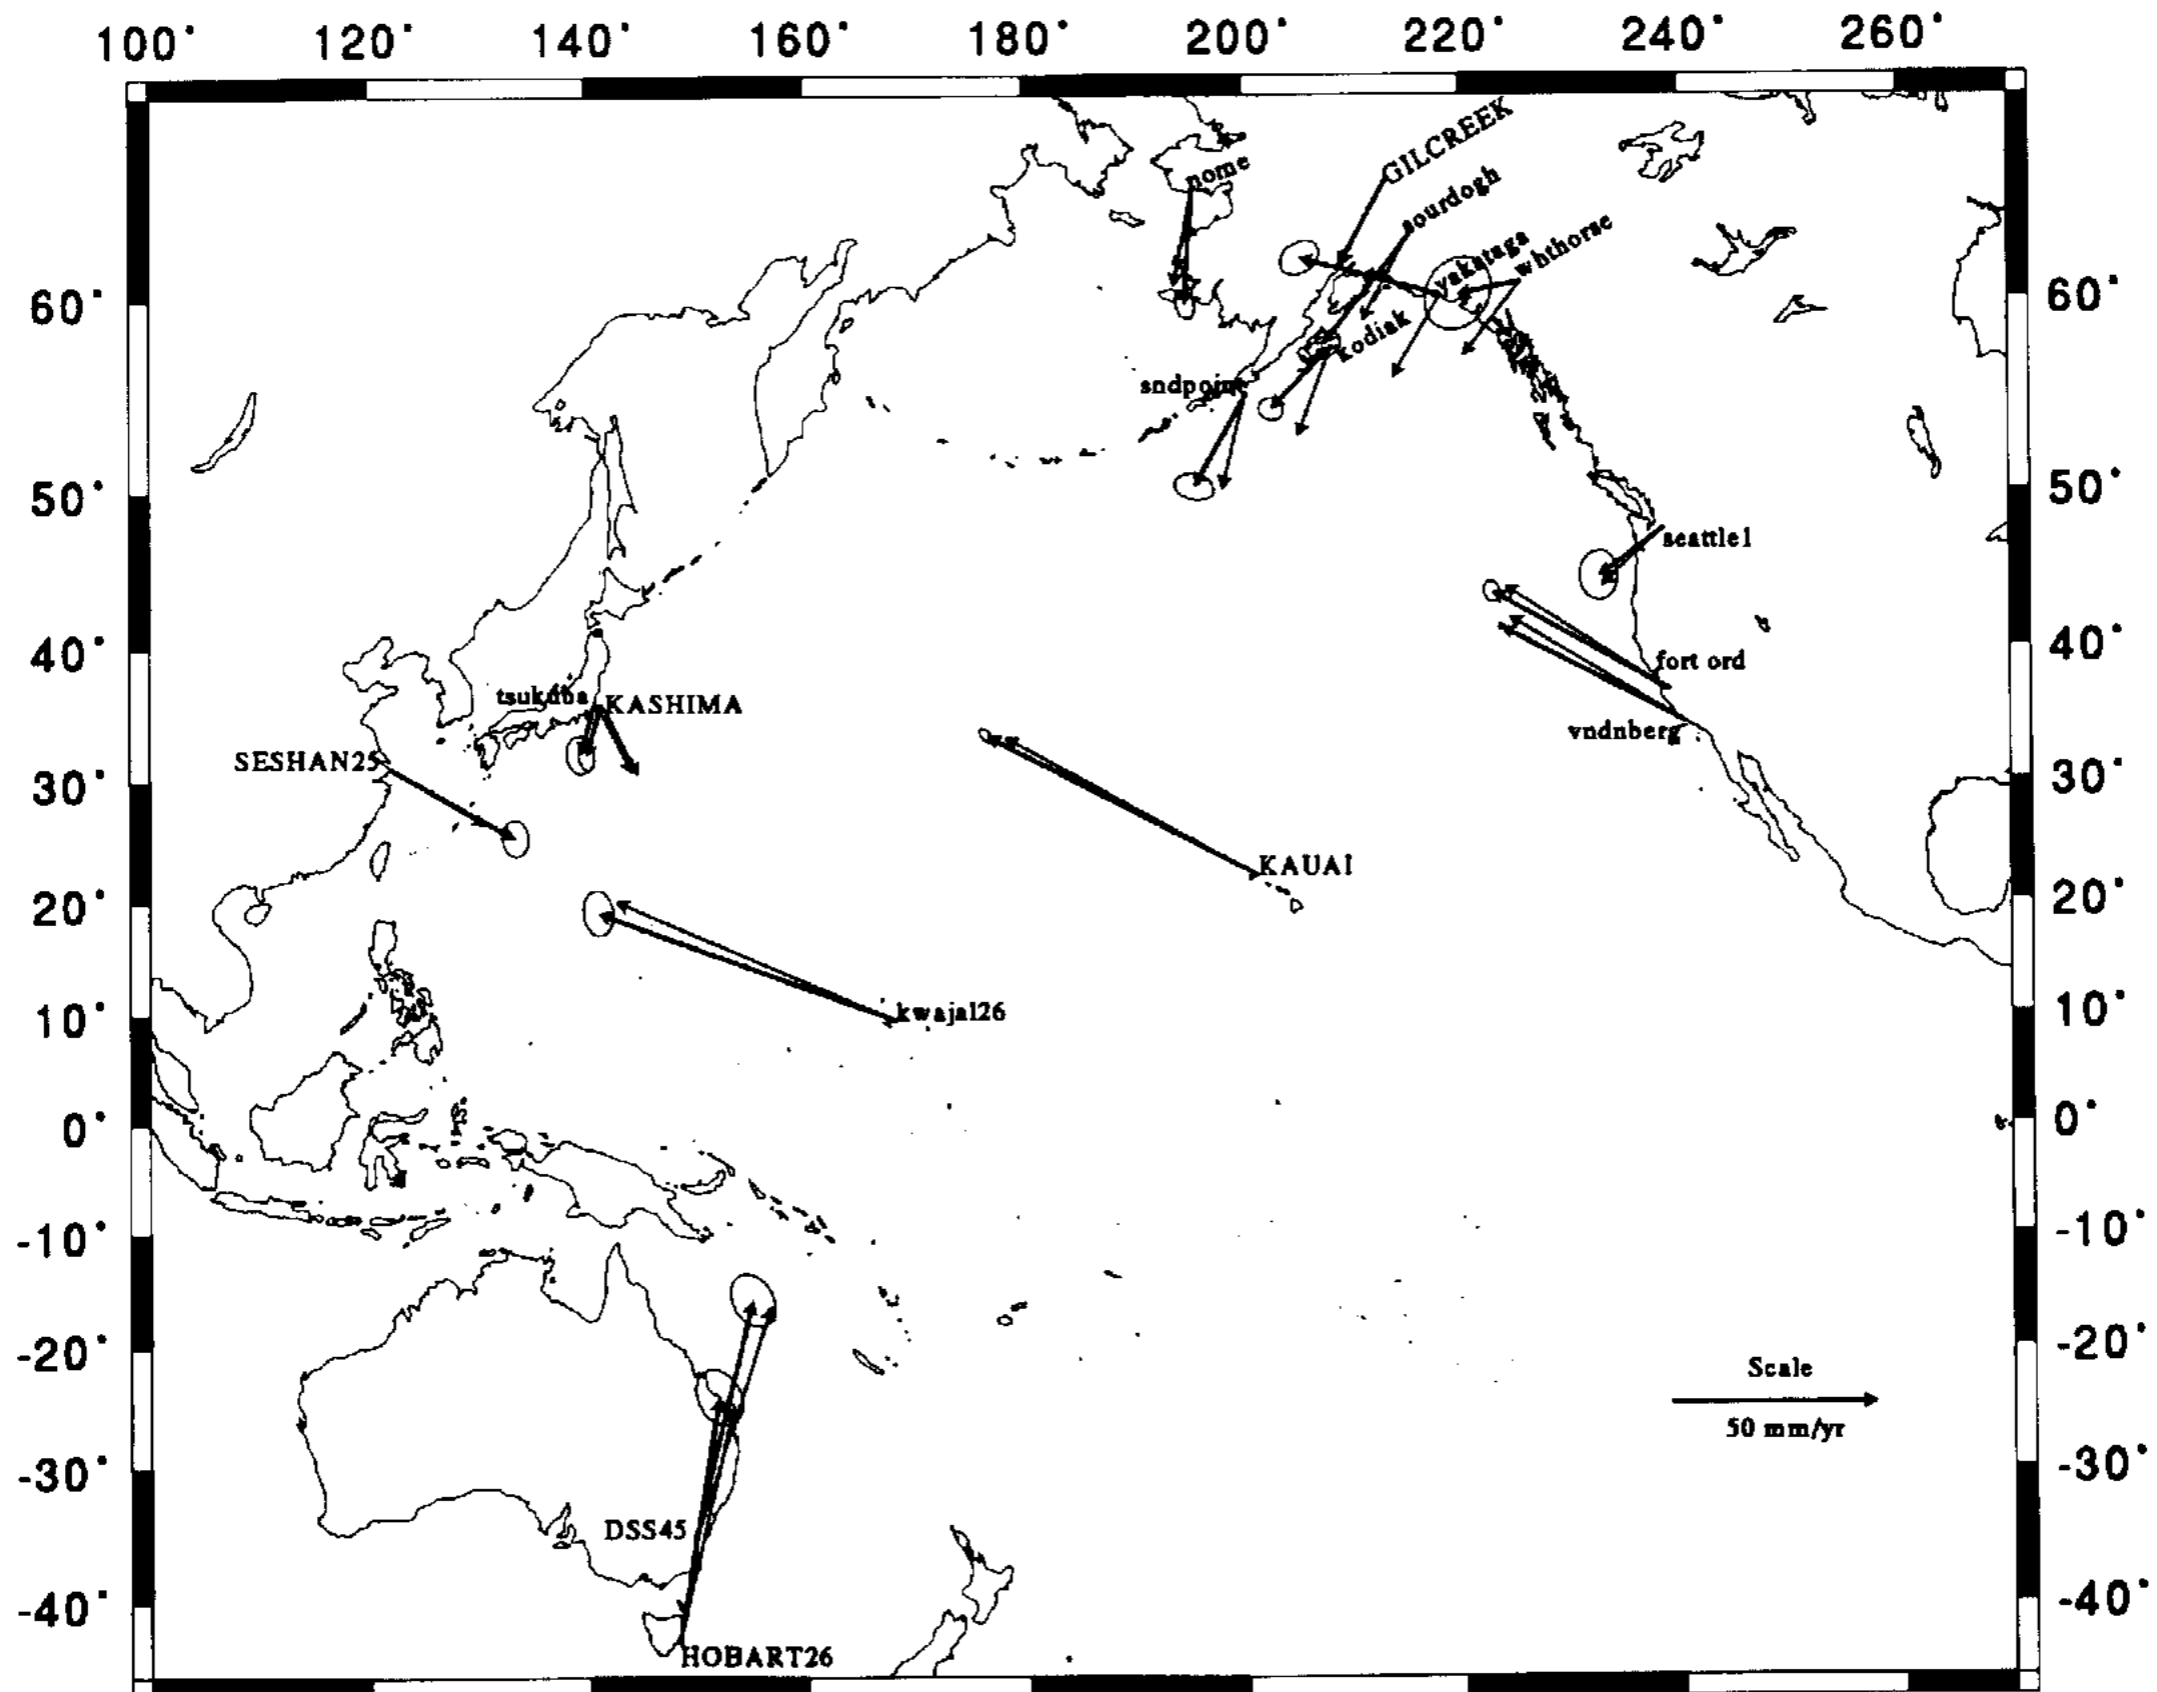 100° 120° 140° 160° 180° 200° 220° 240° 260°
GILCREEK
nome
sourdogh
yakataga
whthorse
60° 60°
kodiak
sndpoint
50° 50°
seattle1
40° 40°
fort ord
tsukuba KASHIMA
vndnberg
SESHAN25
30° 30°
KAUAI
20° 20°
kwajal26
10° 10°
0° 0°
-10° -10°
-20° -20°
Scale
50 mm/yr
-30° -30°
DSS45
-40° -40°
HOBART26